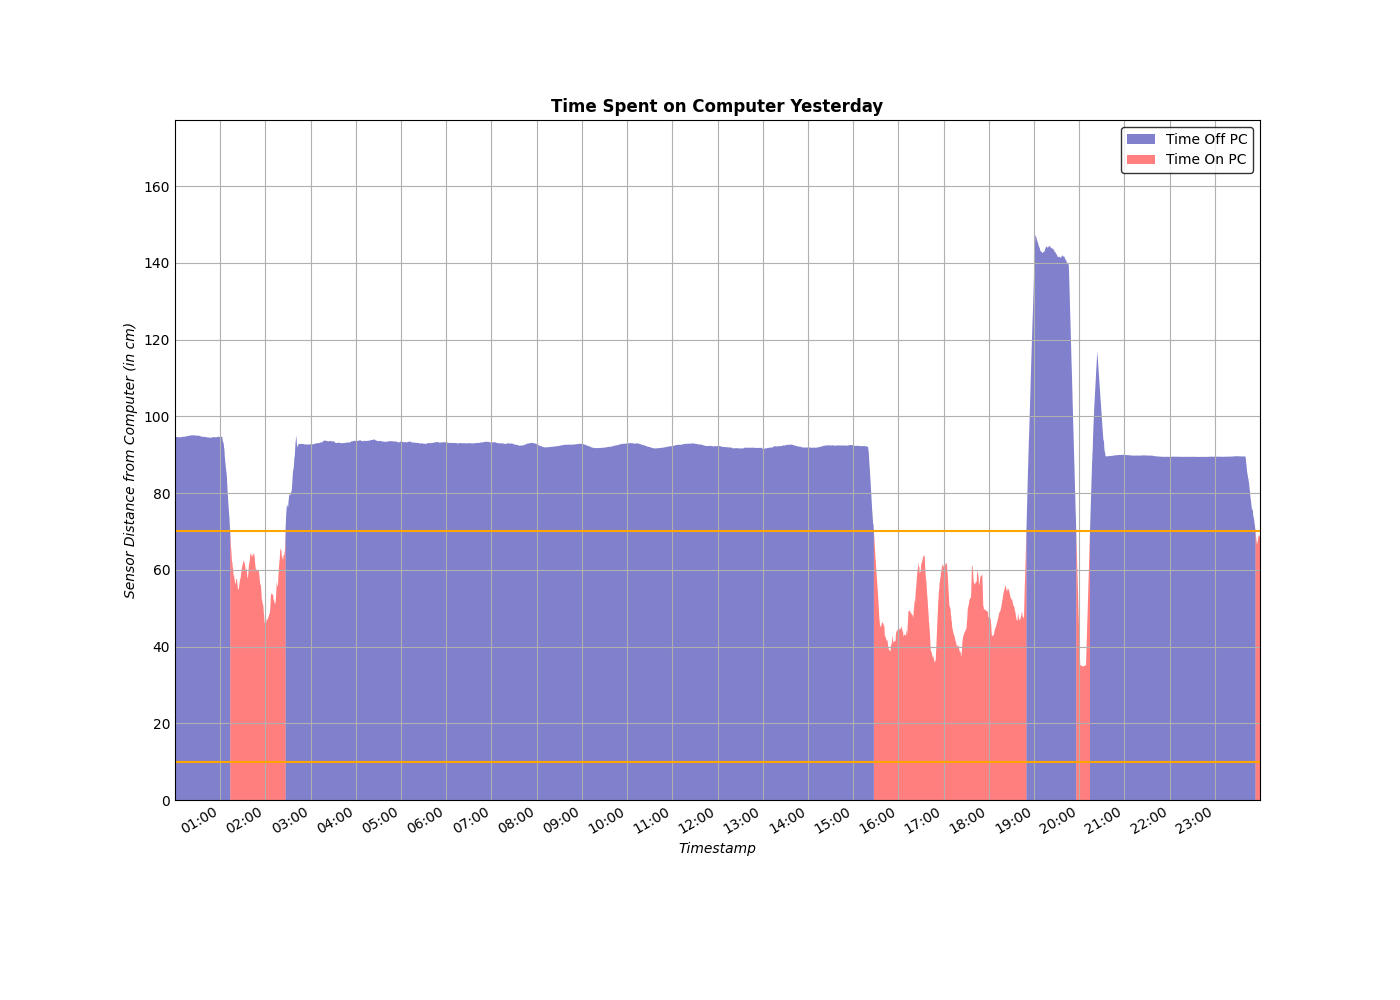 Time Spent on Computer Yesterday
Time Off PC
Time On PC
160
140
120
100
80
60
40
20
0
Sensor Distance from Computer (in cm)
01:00 02:00 03:00 04:00 05:00 06:00 07:00 08:00 09:00 10:00 11:00 12:00 13:00 14:00 15:00 16:00 17:00 18:00 19:00 20:00 21:00 22:00 23:00
Timestamp